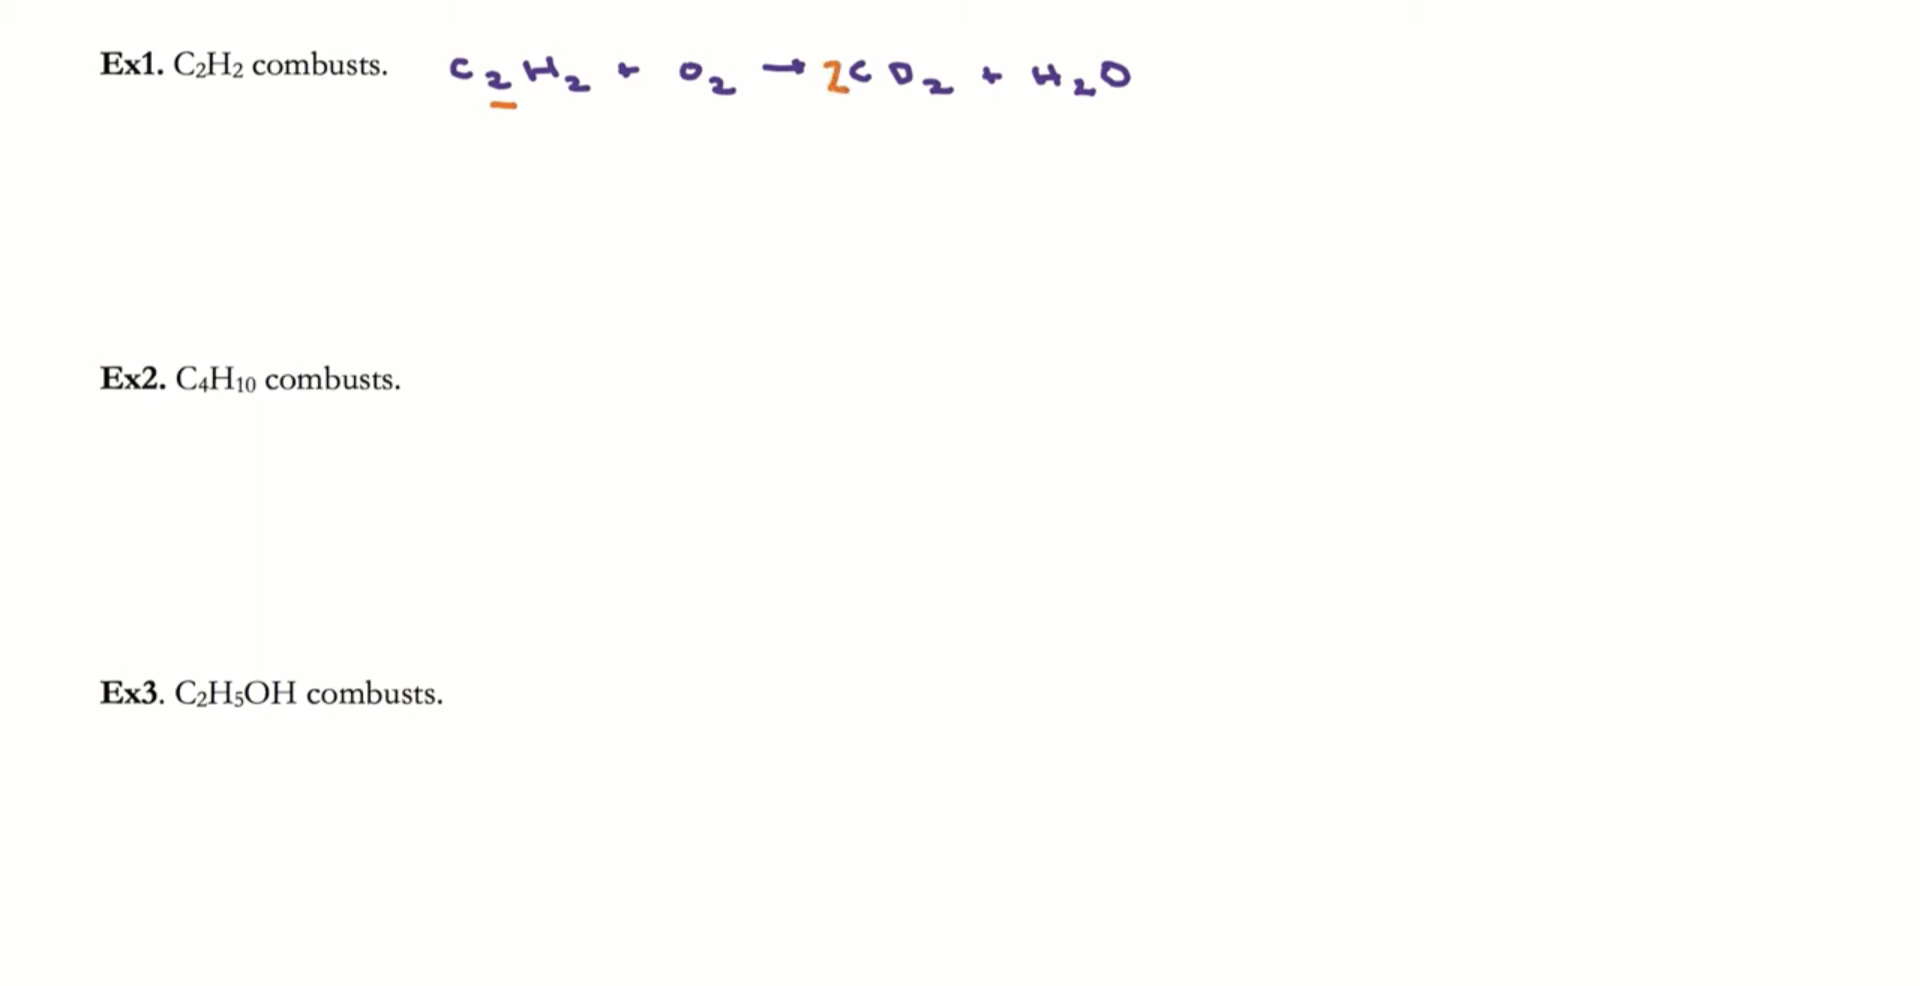 Ex1. C₂H₂ combusts. C₂H₂ + O₂ → 2CO₂ + H₂O
Ex2. C₄H₁₀ combusts.
Ex3. C₂H₅OH combusts.